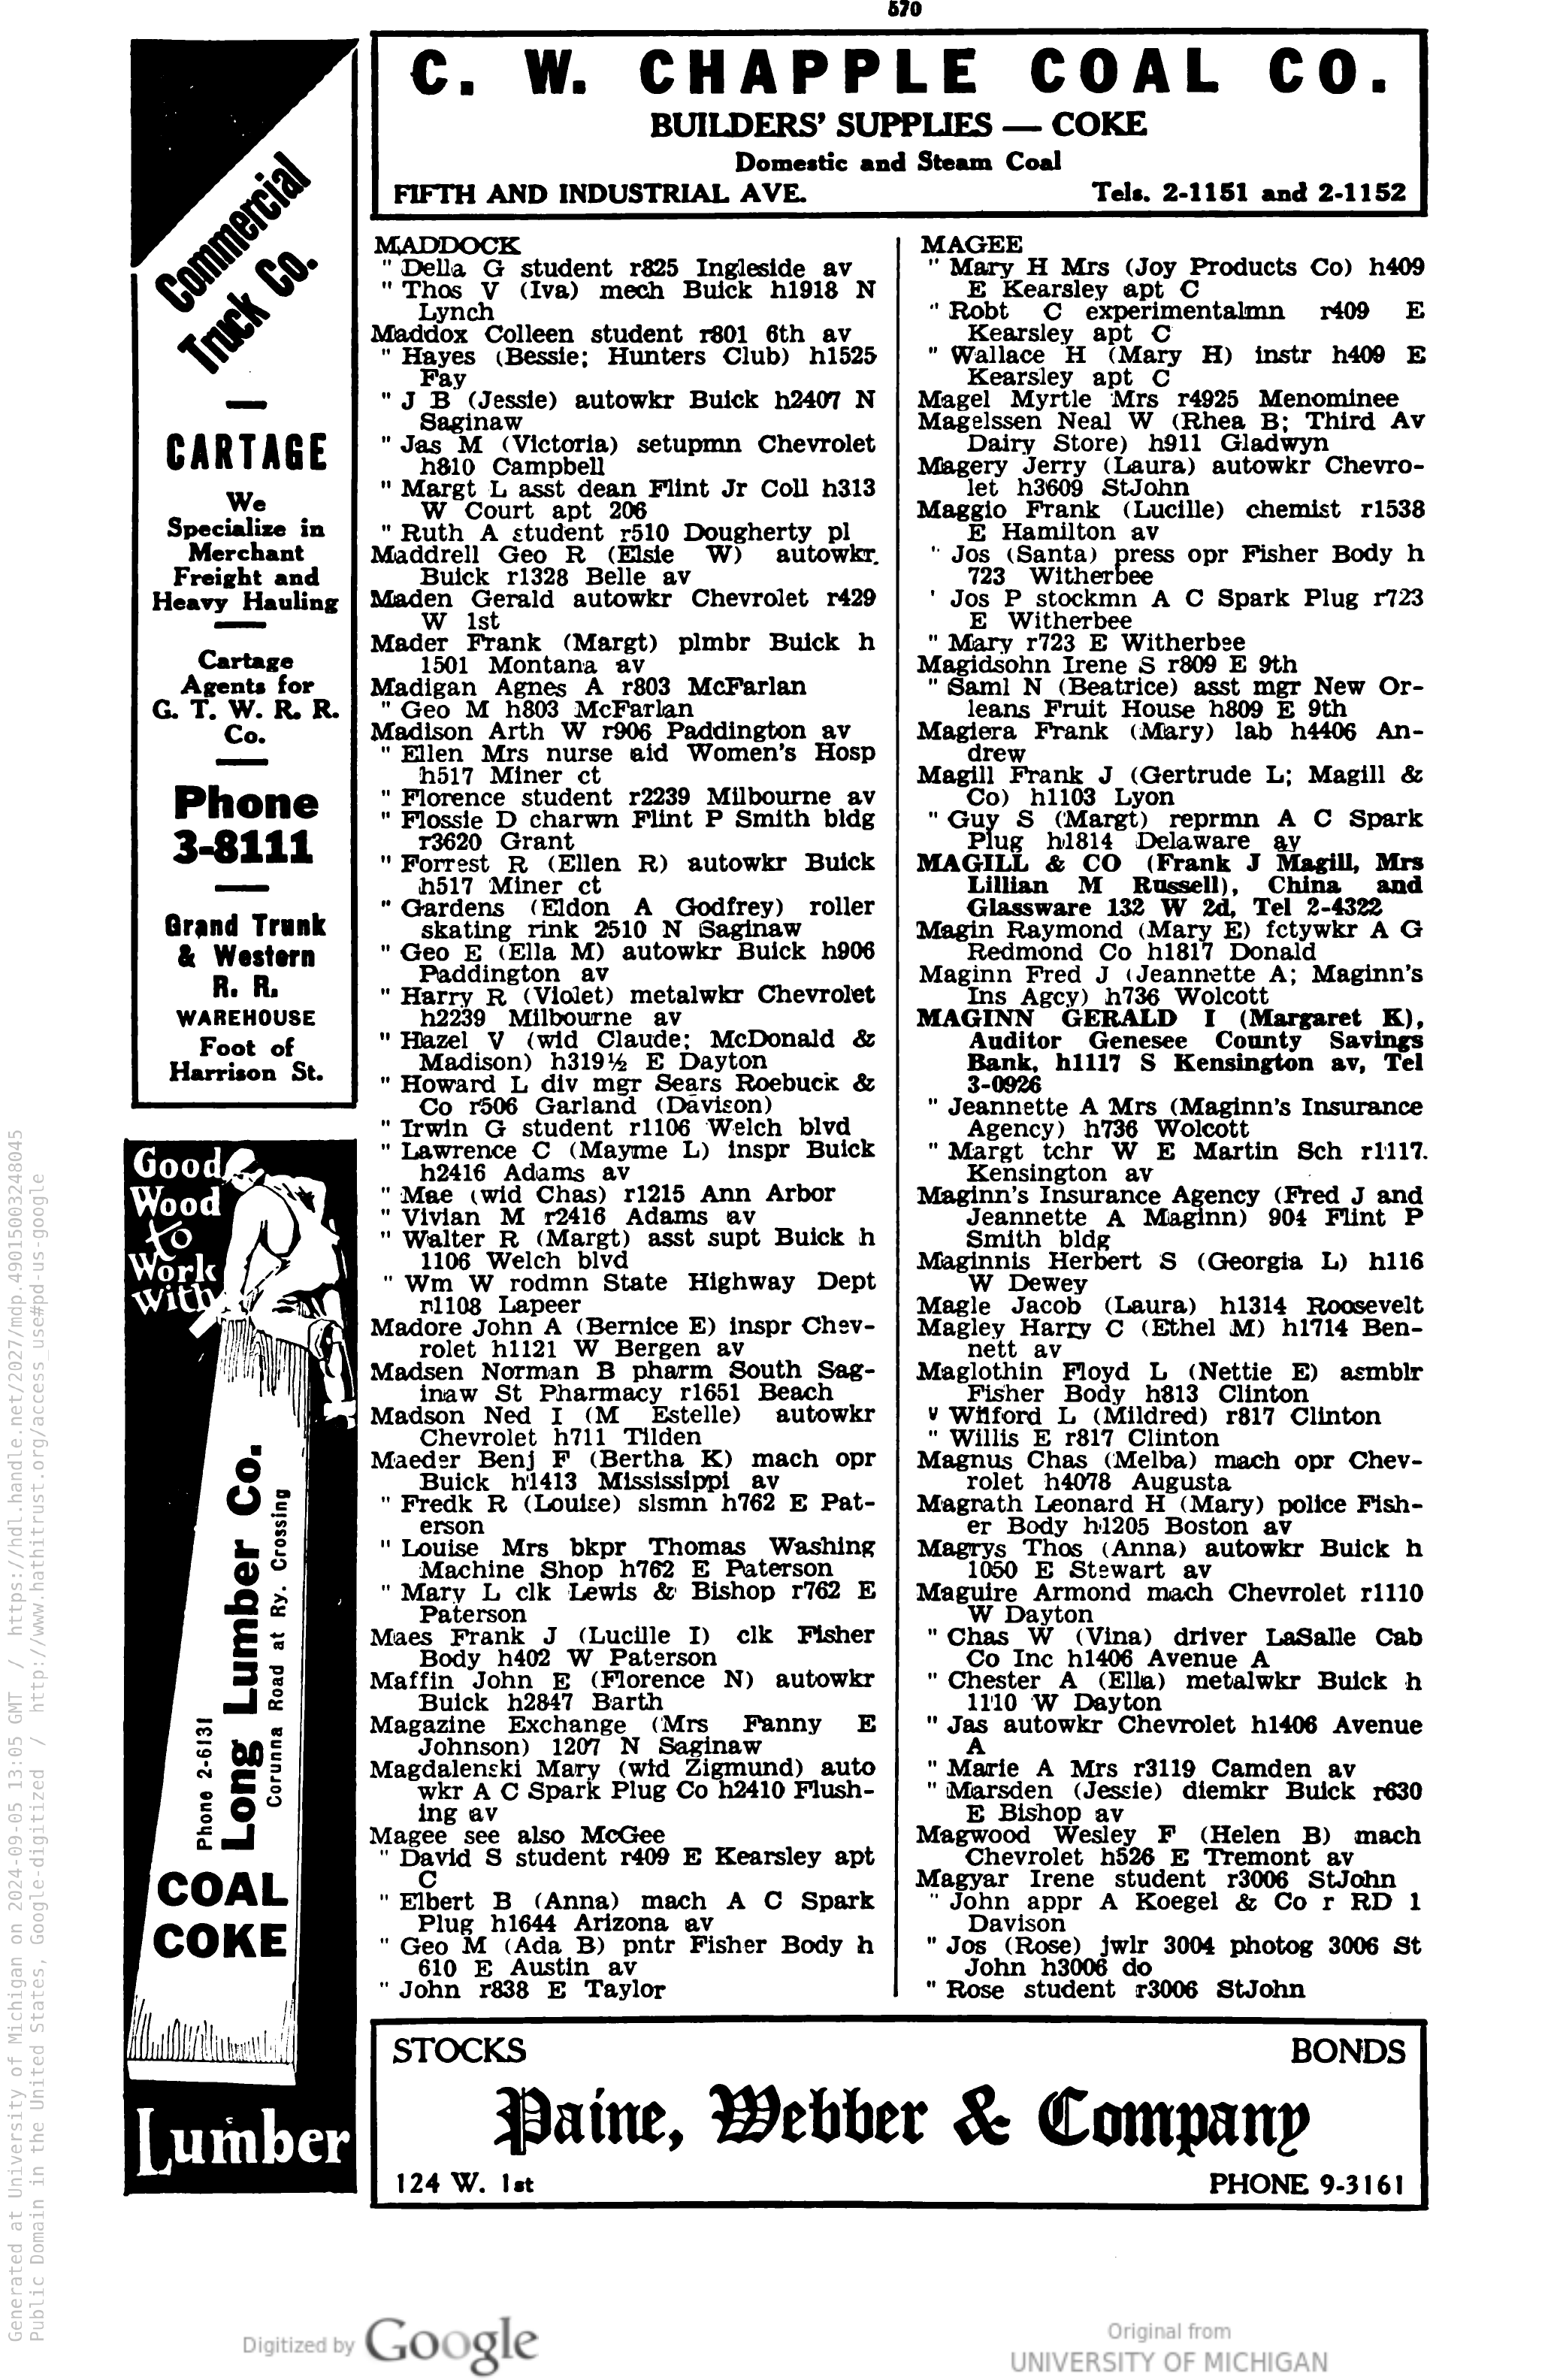 570
C. W. CHAPPLE COAL CO.
BUILDERS' SUPPLIES — COKE
Domestic and Steam Coal
FIFTH AND INDUSTRIAL AVE. Tels. 2-1151 and 2-1152
Commercial
Truck Co.
CARTAGE
We
Specialize in
Merchant
Freight and
Heavy Hauling
Cartage
Agents for
G. T. W. R. R.
Co.
Phone
3-8111
Grand Trunk
& Western
R. R.
WAREHOUSE
Foot of
Harrison St.
Good
Wood
to
Work
With
Phone 2-6131
Long Lumber Co.
Corunna Road at Ry. Crossing
COAL
COKE
Lumber
MADDOCK
" Della G student r825 Ingleside av
" Thos V (Iva) mech Buick h1918 N
Lynch
Maddox Colleen student r801 6th av
" Hayes (Bessie; Hunters Club) h1525
Fay
" J B (Jessie) autowkr Buick h2407 N
Saginaw
" Jas M (Victoria) setupmn Chevrolet
h810 Campbell
" Margt L asst dean Flint Jr Coll h313
W Court apt 206
" Ruth A student r510 Dougherty pl
Maddrell Geo R (Elsie W) autowkr.
Buick r1328 Belle av
Maden Gerald autowkr Chevrolet r429
W 1st
Mader Frank (Margt) plmbr Buick h
1501 Montana av
Madigan Agnes A r803 McFarlan
" Geo M h803 McFarlan
Madison Arth W r906 Paddington av
" Ellen Mrs nurse aid Women's Hosp
h517 Miner ct
" Florence student r2239 Milbourne av
" Flossie D charwn Flint P Smith bldg
r3620 Grant
" Forrest R (Ellen R) autowkr Buick
h517 Miner ct
" Gardens (Eldon A Godfrey) roller
skating rink 2510 N Saginaw
" Geo E (Ella M) autowkr Buick h906
Paddington av
" Harry R (Violet) metalwkr Chevrolet
h2239 Milbourne av
" Hazel V (wid Claude; McDonald &
Madison) h319½ E Dayton
" Howard L div mgr Sears Roebuck &
Co r506 Garland (Davison)
" Irwin G student r1106 Welch blvd
" Lawrence C (Mayme L) inspr Buick
h2416 Adams av
" Mae (wid Chas) r1215 Ann Arbor
" Vivian M r2416 Adams av
" Walter R (Margt) asst supt Buick h
1106 Welch blvd
" Wm W rodmn State Highway Dept
r1108 Lapeer
Madore John A (Bernice E) inspr Chev-
rolet h1121 W Bergen av
Madsen Norman B pharm South Sag-
inaw St Pharmacy r1651 Beach
Madson Ned I (M Estelle) autowkr
Chevrolet h711 Tilden
Maeder Benj F (Bertha K) mach opr
Buick h1413 Mississippi av
" Fredk R (Louise) slsmn h762 E Pat-
erson
" Louise Mrs bkpr Thomas Washing
Machine Shop h762 E Paterson
" Mary L clk Lewis & Bishop r762 E
Paterson
Maes Frank J (Lucille I) clk Fisher
Body h402 W Paterson
Maffin John E (Florence N) autowkr
Buick h2847 Barth
Magazine Exchange (Mrs Fanny E
Johnson) 1207 N Saginaw
Magdalenski Mary (wid Zigmund) auto
wkr A C Spark Plug Co h2410 Flush-
ing av
Magee see also McGee
" David S student r409 E Kearsley apt
C
" Elbert B (Anna) mach A C Spark
Plug h1644 Arizona av
" Geo M (Ada B) pntr Fisher Body h
610 E Austin av
" John r838 E Taylor
MAGEE
" Mary H Mrs (Joy Products Co) h409
E Kearsley apt C
" Robt C experimentalmn r409 E
Kearsley apt C
" Wallace H (Mary H) instr h409 E
Kearsley apt C
Magel Myrtle Mrs r4925 Menominee
Magelssen Neal W (Rhea B; Third Av
Dairy Store) h911 Gladwyn
Magery Jerry (Laura) autowkr Chevro-
let h3609 StJohn
Maggio Frank (Lucille) chemist r1538
E Hamilton av
" Jos (Santa) press opr Fisher Body h
723 Witherbee
' Jos P stockmn A C Spark Plug r723
E Witherbee
" Mary r723 E Witherbee
Magidsohn Irene S r809 E 9th
" Saml N (Beatrice) asst mgr New Or-
leans Fruit House h809 E 9th
Magiera Frank (Mary) lab h4406 An-
drew
Magill Frank J (Gertrude L; Magill &
Co) h1103 Lyon
" Guy S (Margt) reprmn A C Spark
Plug h1814 Delaware av
MAGILL & CO (Frank J Magill, Mrs
Lillian M Russell), China and
Glassware 132 W 2d, Tel 2-4322
Magin Raymond (Mary E) fctywkr A G
Redmond Co h1817 Donald
Maginn Fred J (Jeannette A; Maginn's
Ins Agcy) h736 Wolcott
MAGINN GERALD I (Margaret K),
Auditor Genesee County Savings
Bank, h1117 S Kensington av, Tel
3-0926
" Jeannette A Mrs (Maginn's Insurance
Agency) h736 Wolcott
" Margt tchr W E Martin Sch r1117.
Kensington av
Maginn's Insurance Agency (Fred J and
Jeannette A Maginn) 904 Flint P
Smith bldg
Maginnis Herbert S (Georgia L) h116
W Dewey
Magle Jacob (Laura) h1314 Roosevelt
Magley Harry C (Ethel M) h1714 Ben-
nett av
Maglothin Floyd L (Nettie E) asmblr
Fisher Body h813 Clinton
" Wilford L (Mildred) r817 Clinton
" Willis E r817 Clinton
Magnus Chas (Melba) mach opr Chev-
rolet h4078 Augusta
Magrath Leonard H (Mary) police Fish-
er Body h1205 Boston av
Magrys Thos (Anna) autowkr Buick h
1050 E Stewart av
Maguire Armond mach Chevrolet r1110
W Dayton
" Chas W (Vina) driver LaSalle Cab
Co Inc h1406 Avenue A
" Chester A (Ella) metalwkr Buick h
1110 W Dayton
" Jas autowkr Chevrolet h1406 Avenue
A
" Marie A Mrs r3119 Camden av
" Marsden (Jessie) diemkr Buick r630
E Bishop av
Magwood Wesley F (Helen B) mach
Chevrolet h526 E Tremont av
Magyar Irene student r3006 StJohn
" John appr A Koegel & Co r RD 1
Davison
" Jos (Rose) jwlr 3004 photog 3006 St
John h3006 do
" Rose student r3006 StJohn
STOCKS BONDS
Paine, Webber & Company
124 W. 1st PHONE 9-3161
Generated at University of Michigan on 2024-09-05 13:05 GMT / https://hdl.handle.net/2027/mdp.49015003248045
Public Domain in the United States, Google-digitized / http://www.hathitrust.org/access_use#pd-us-google
Digitized by Google
Original from
UNIVERSITY OF MICHIGAN